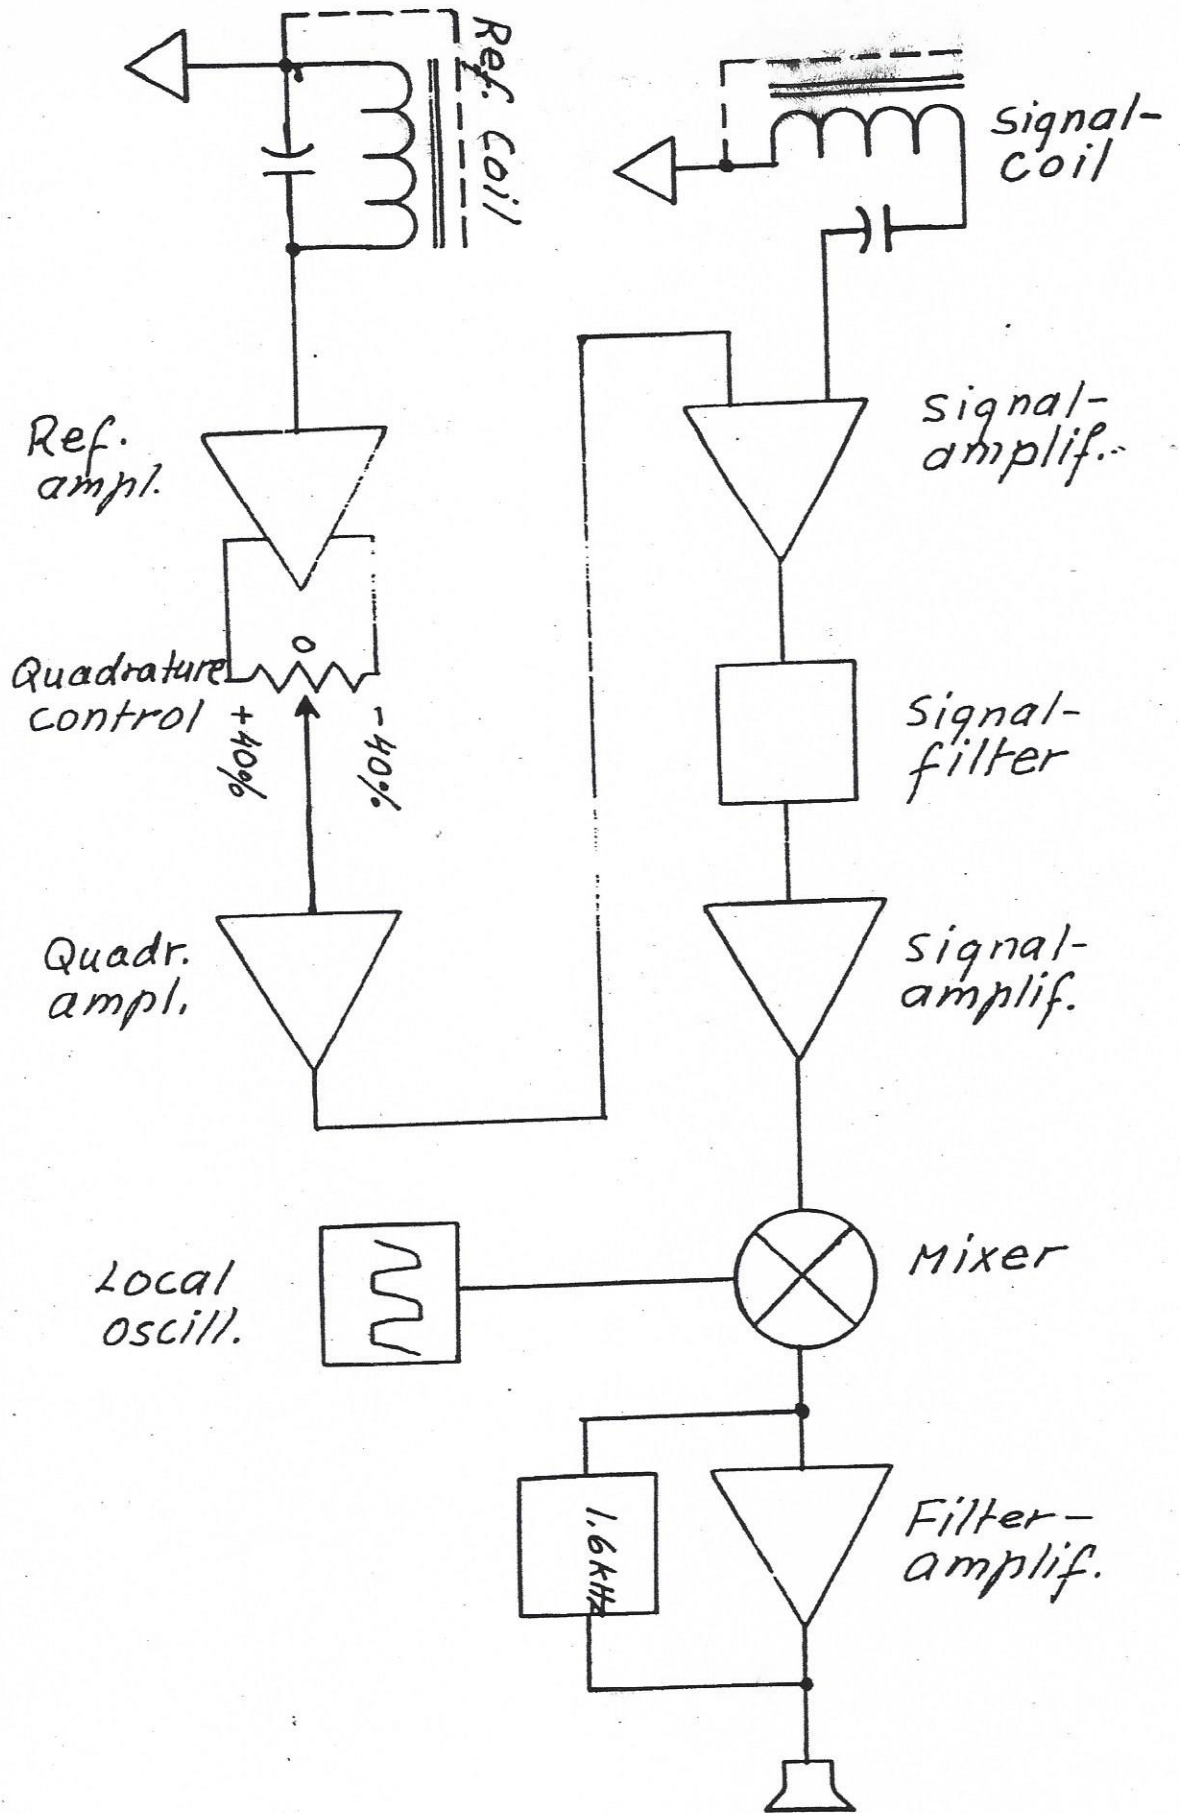 Ref. Coil
Signal-
coil
Ref.
ampl.
Signal-
amplif.
O
Quadrature
control
+40%
-40%
Signal-
filter
Quadr.
ampl.
Signal-
amplif.
Local
oscill.
Mixer
1.6kHz
Filter-
amplif.